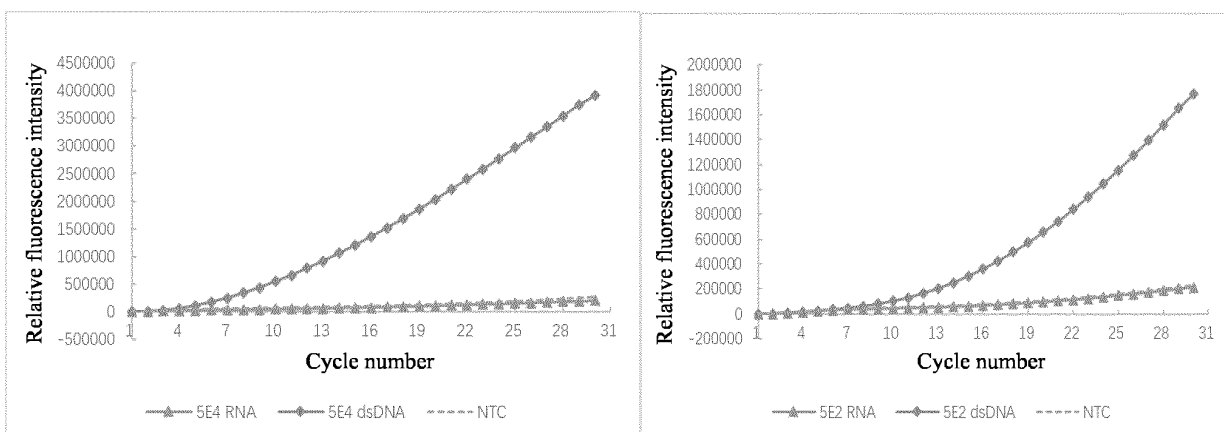 Relative fluorescence intensity
4500000
4000000
3500000
3000000
2500000
2000000
1500000
1000000
500000
0
-500000
1 4 7 10 13 16 19 22 25 28 31
Cycle number
5E4 RNA 5E4 dsDNA NTC
Relative fluorescence intensity
2000000
1800000
1600000
1400000
1200000
1000000
800000
600000
400000
200000
0
-200000
1 4 7 10 13 16 19 22 25 28 31
Cycle number
5E2 RNA 5E2 dsDNA NTC